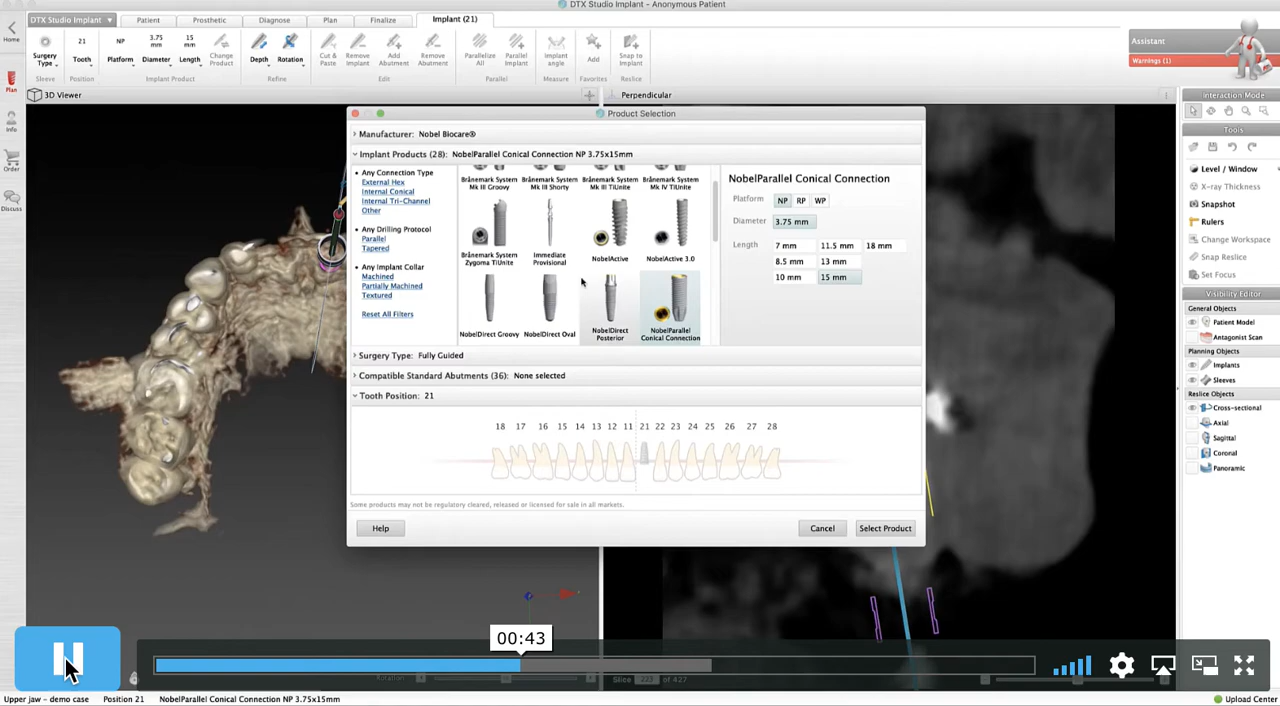 DTX Studio Implant - Anonymous Patient
DTX Studio Implant
Patient
Prosthetic
Diagnose
Plan
Finalize
Implant (21)
Home
Surgery Type
21 Tooth
NP Platform
3.75 mm Diameter
15 mm Length
Change Product
Depth
Rotation
Cut & Paste
Remove Implant
Add Abutment
Remove Abutment
Parallelize All
Parallel Implant
Implant angle
Add
Snap to Implant
Sleeve
Position
Implant Product
Refine
Edit
Parallel
Measure
Favorites
Reslice
Assistant
Warnings (1)
Plan
Info
Order
Discuss
3D Viewer
Perpendicular
Product Selection
Manufacturer: Nobel Biocare®
Implant Products (28): NobelParallel Conical Connection NP 3.75x15mm
Any Connection Type
External Hex
Internal Conical
Internal Tri-Channel
Other
Any Drilling Protocol
Parallel
Tapered
Any Implant Collar
Machined
Partially Machined
Textured
Reset All Filters
Brånemark System Mk III Groovy
Brånemark System Mk III Shorty
Brånemark System Mk III TiUnite
Brånemark System Mk IV TiUnite
Brånemark System Zygoma TiUnite
Immediate Provisional
NobelActive
NobelActive 3.0
NobelDirect Groovy
NobelDirect Oval
NobelDirect Posterior
NobelParallel Conical Connection
NobelParallel Conical Connection
Platform NP RP WP
Diameter 3.75 mm
Length 7 mm 11.5 mm 18 mm
8.5 mm 13 mm
10 mm 15 mm
Surgery Type: Fully Guided
Compatible Standard Abutments (36): None selected
Tooth Position: 21
18 17 16 15 14 13 12 11 21 22 23 24 25 26 27 28
Some products may not be regulatory cleared, released or licensed for sale in all markets.
Help
Cancel
Select Product
Interaction Mode
Tools
Level / Window
X-ray Thickness
Snapshot
Rulers
Change Workspace
Snap Reslice
Set Focus
Visibility Editor
General Objects
Patient Model
Antagonist Scan
Planning Objects
Implants
Sleeves
Reslice Objects
Cross-sectional
Axial
Sagittal
Coronal
Panoramic
00:43
Rotation
Slice 222 of 427
Upper jaw - demo case
Position 21
NobelParallel Conical Connection NP 3.75x15mm
Upload Center